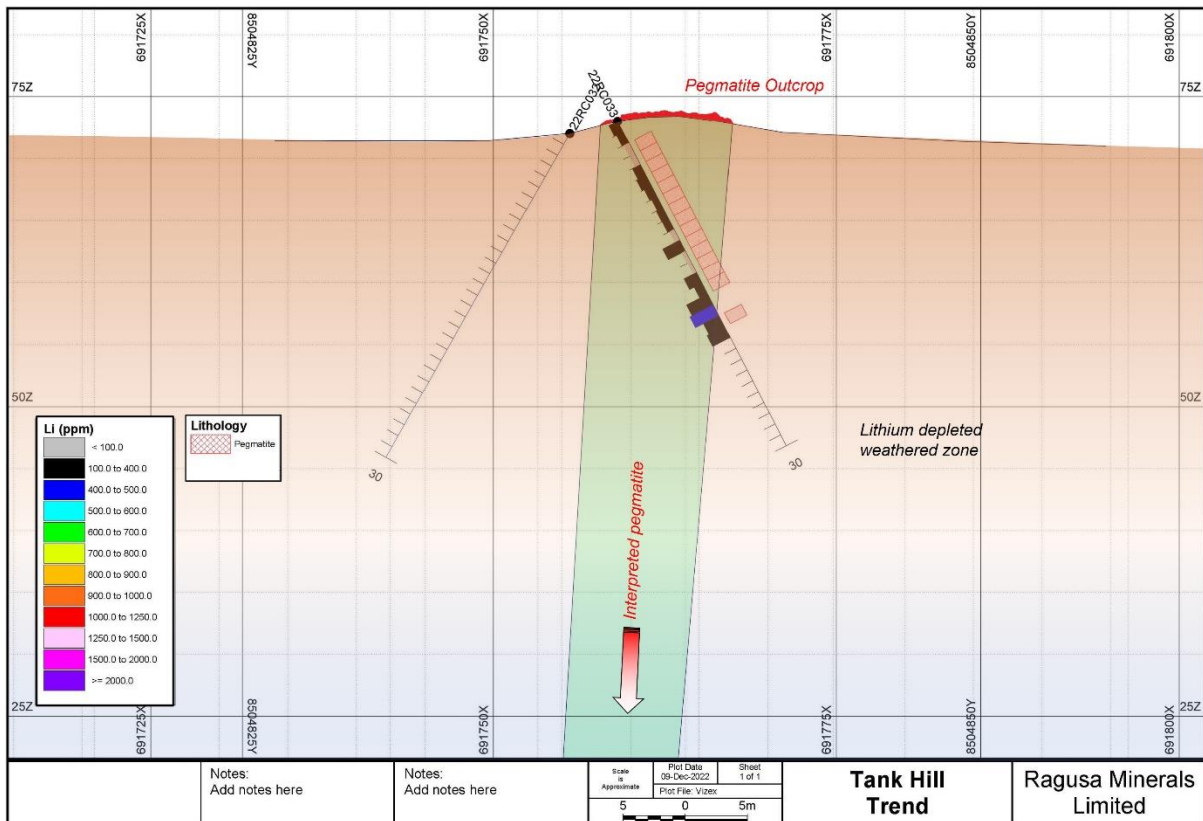 691725X
8504825Y
691750X
691775X
8504850Y
691800X
75Z
75Z
Pegmatite Outcrop
22RC032
22RC033
50Z
50Z
Li (ppm)
< 100.0
100.0 to 400.0
400.0 to 500.0
500.0 to 600.0
600.0 to 700.0
700.0 to 800.0
800.0 to 900.0
900.0 to 1000.0
1000.0 to 1250.0
1250.0 to 1500.0
1500.0 to 2000.0
>= 2000.0
Lithology
Pegmatite
30
30
Lithium depleted
weathered zone
Interpreted pegmatite
25Z
25Z
691725X
8504825Y
691750X
691775X
8504850Y
691800X
Notes:
Add notes here
Notes:
Add notes here
Scale
is
Approximate
Plot Data
09-Dec-2022
Sheet
1 of 1
Plot File: Vizex
5 0 5m
Tank Hill
Trend
Ragusa Minerals
Limited